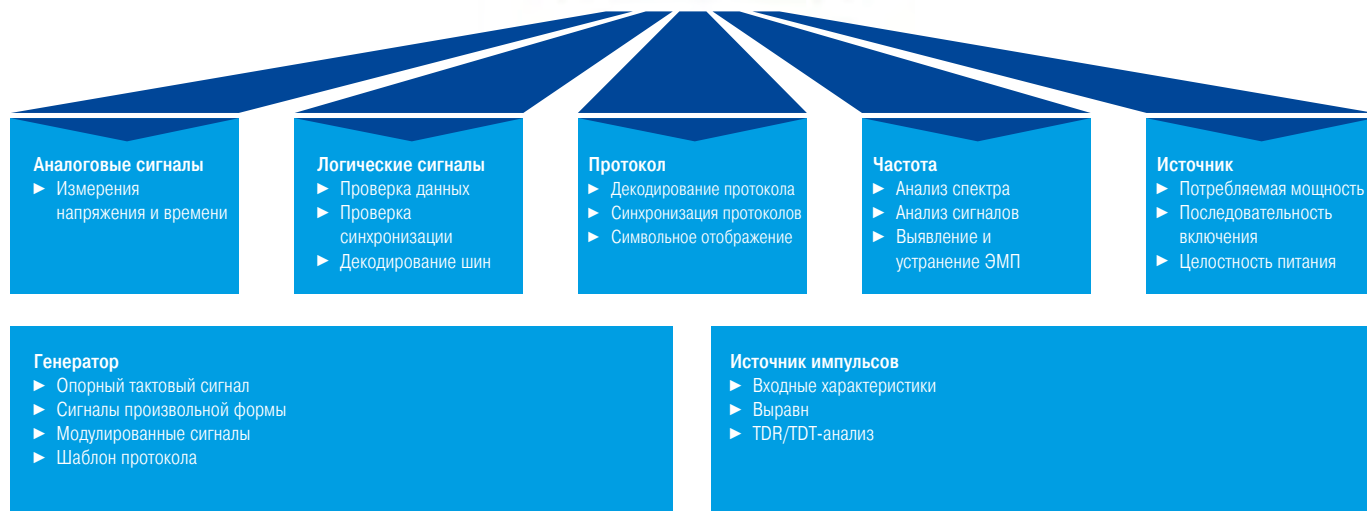 Аналоговые сигналы
► Измерения
напряжения и времени
Логические сигналы
► Проверка данных
► Проверка
синхронизации
► Декодирование шин
Протокол
► Декодирование протокола
► Синхронизация протоколов
► Символьное отображение
Частота
► Анализ спектра
► Анализ сигналов
► Выявление и
устранение ЭМП
Источник
► Потребляемая мощность
► Последовательность
включения
► Целостность питания
Генератор
► Опорный тактовый сигнал
► Сигналы произвольной формы
► Модулированные сигналы
► Шаблон протокола
Источник импульсов
► Входные характеристики
► Выравн
► TDR/TDT-анализ